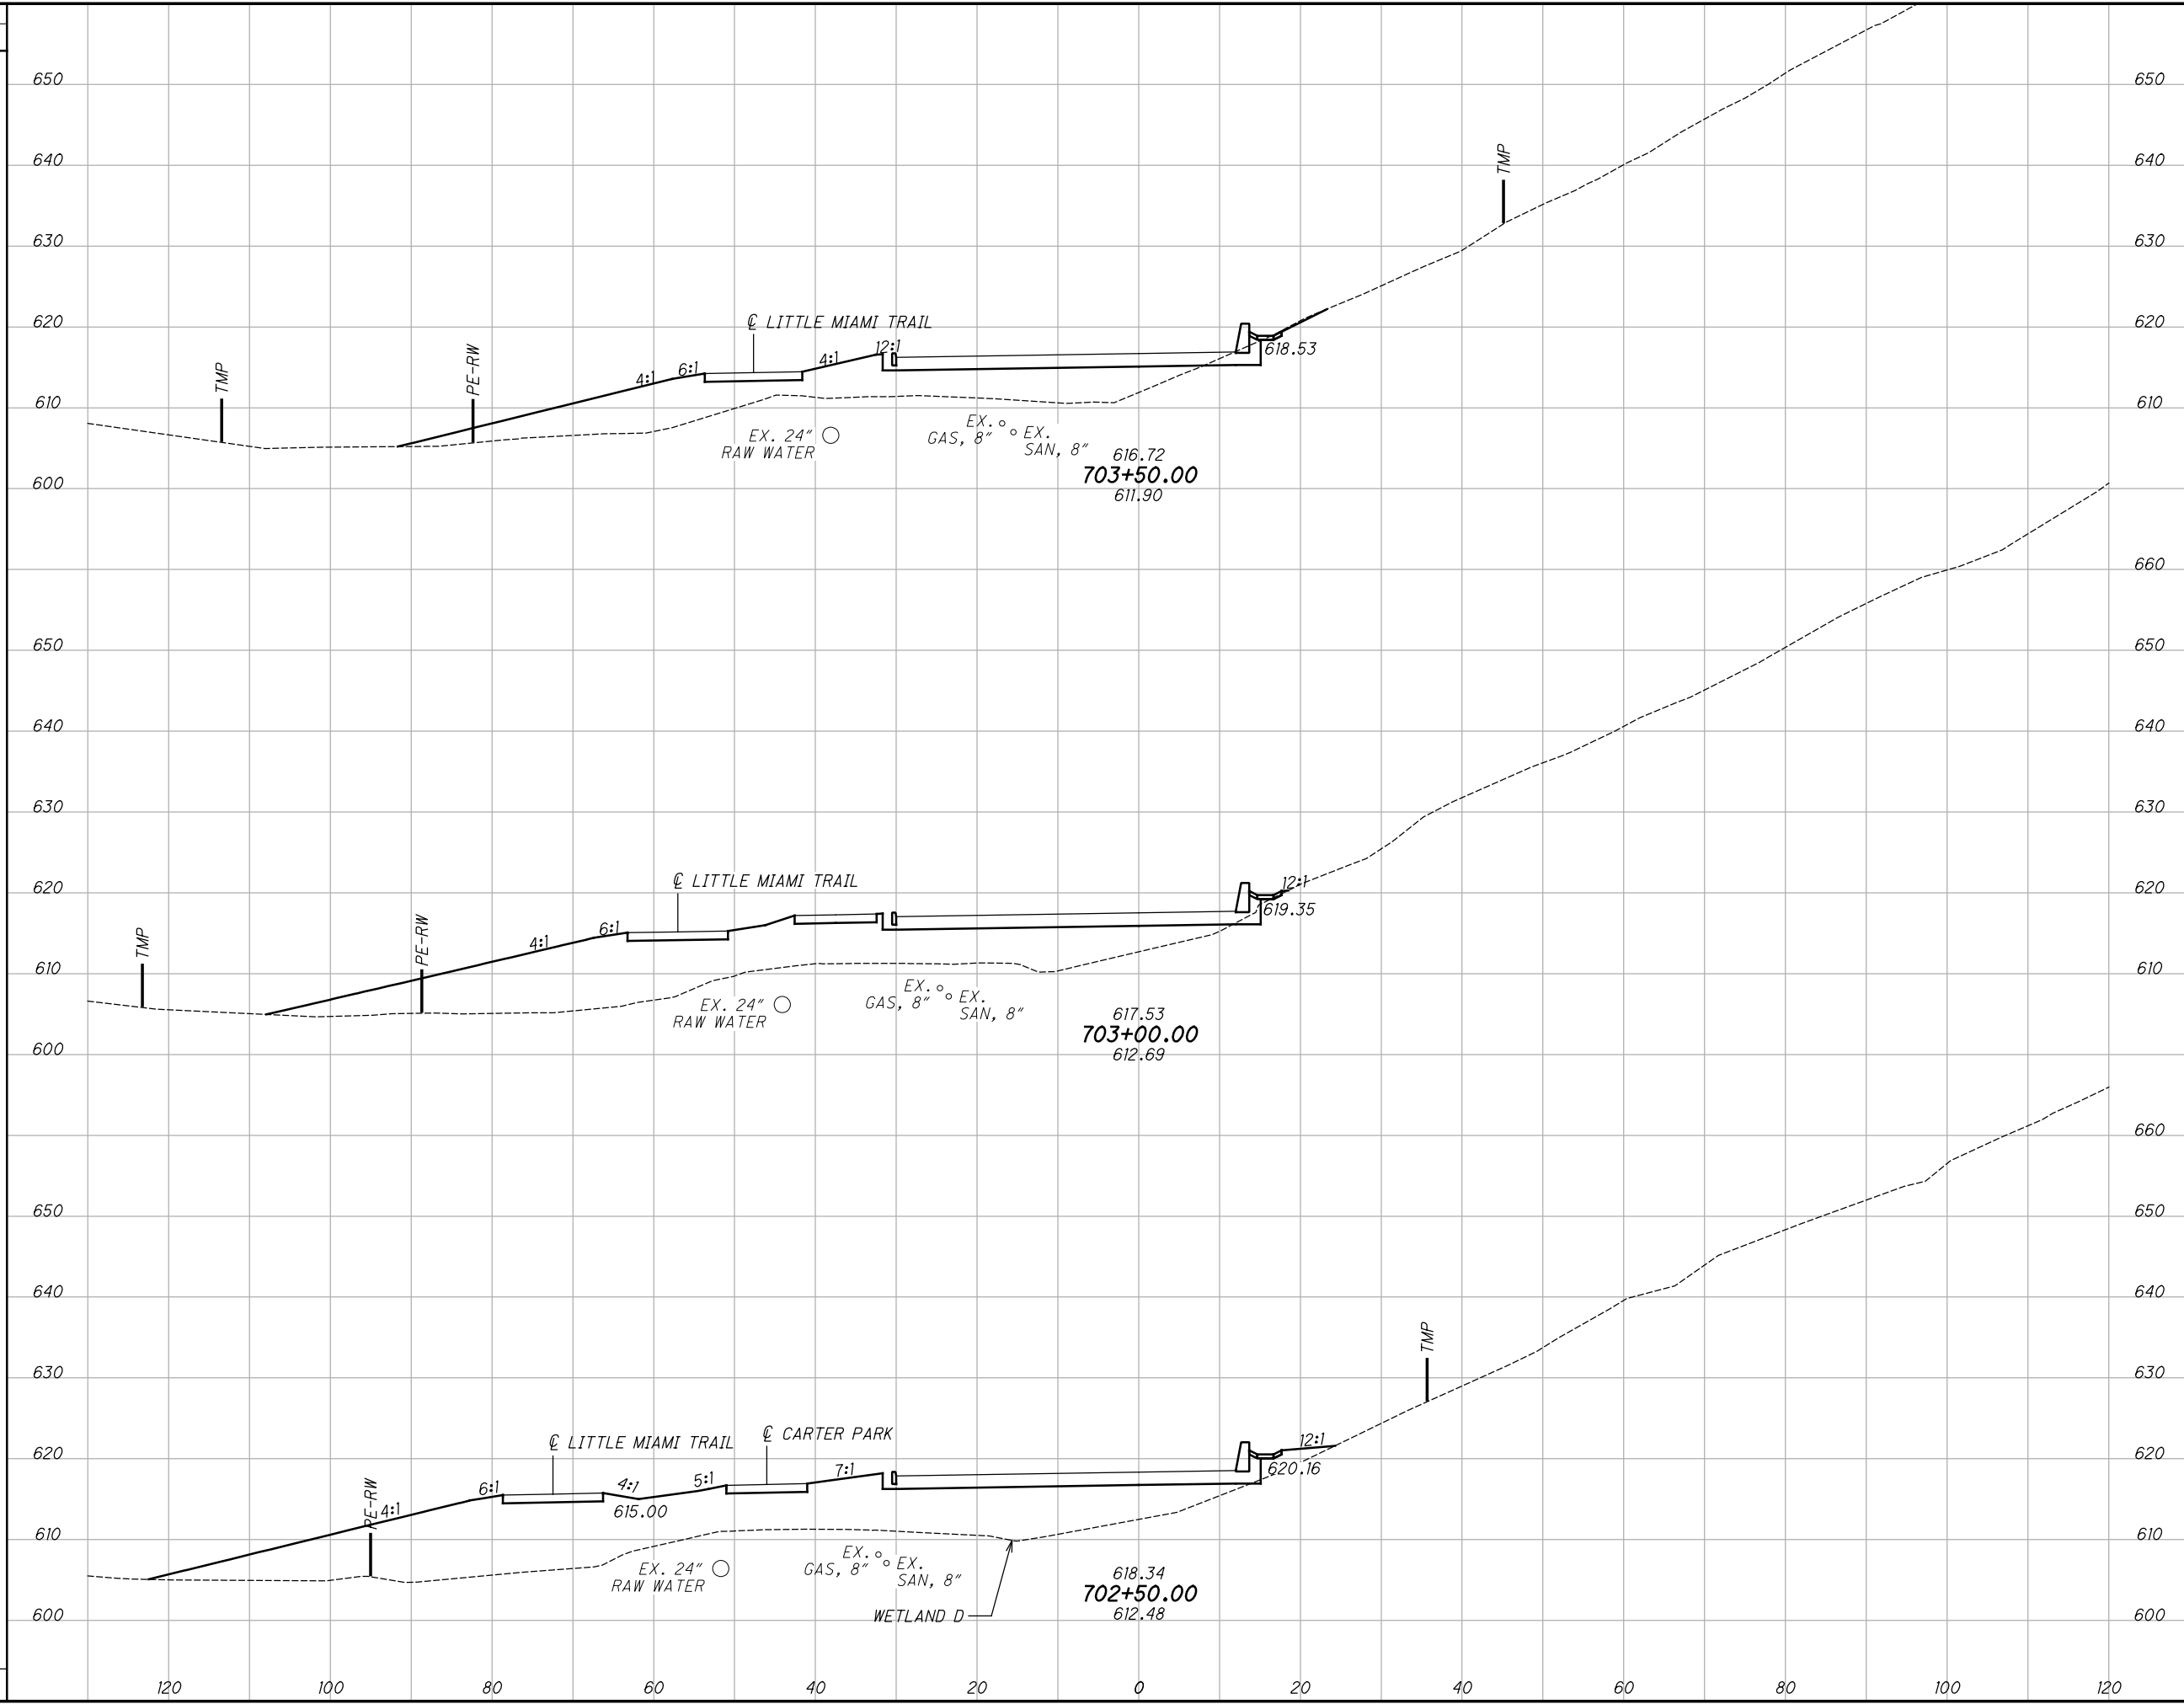 650 650
640 TMP 640
630 630
620 ℄ LITTLE MIAMI TRAIL 620
TMP PE-RW 4:1 6:1 4:1 12:1 618.53
610 610
EX. 24" RAW WATER
EX. GAS, 8"
EX. SAN, 8"
616.72
703+50.00
611.90
600
660
650 650
640 640
630 630
620 ℄ LITTLE MIAMI TRAIL 12:1 620
619.35
TMP PE-RW 4:1 6:1
610 610
EX. 24" RAW WATER
EX. GAS, 8"
EX. SAN, 8"
617.53
703+00.00
612.69
600
660
650 650
640 640
TMP
630 630
℄ LITTLE MIAMI TRAIL ℄ CARTER PARK
620 12:1 620
620.16
PE-RW 4:1 6:1 4:1 5:1 7:1
615.00
610 610
EX. 24" RAW WATER
EX. GAS, 8"
EX. SAN, 8"
WETLAND D
618.34
702+50.00
612.48
600 600
120 100 80 60 40 20 0 20 40 60 80 100 120